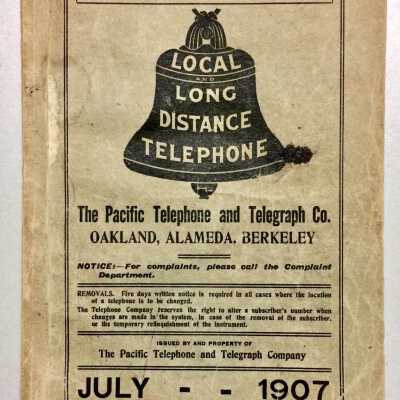 LOCAL
AND
LONG
DISTANCE
TELEPHONE
The Pacific Telephone and Telegraph Co.
OAKLAND, ALAMEDA, BERKELEY
NOTICE:—For complaints, please call the Complaint
Department.
REMOVALS. Five days written notice is required in all cases where the location
of a telephone is to be changed.
The Telephone Company reserves the right to alter a subscriber's number when
changes are made in the system, in case of the removal of the subscriber,
or the temporary relinquishment of the instrument.
ISSUED BY AND PROPERTY OF
The Pacific Telephone and Telegraph Company
JULY - - 1907